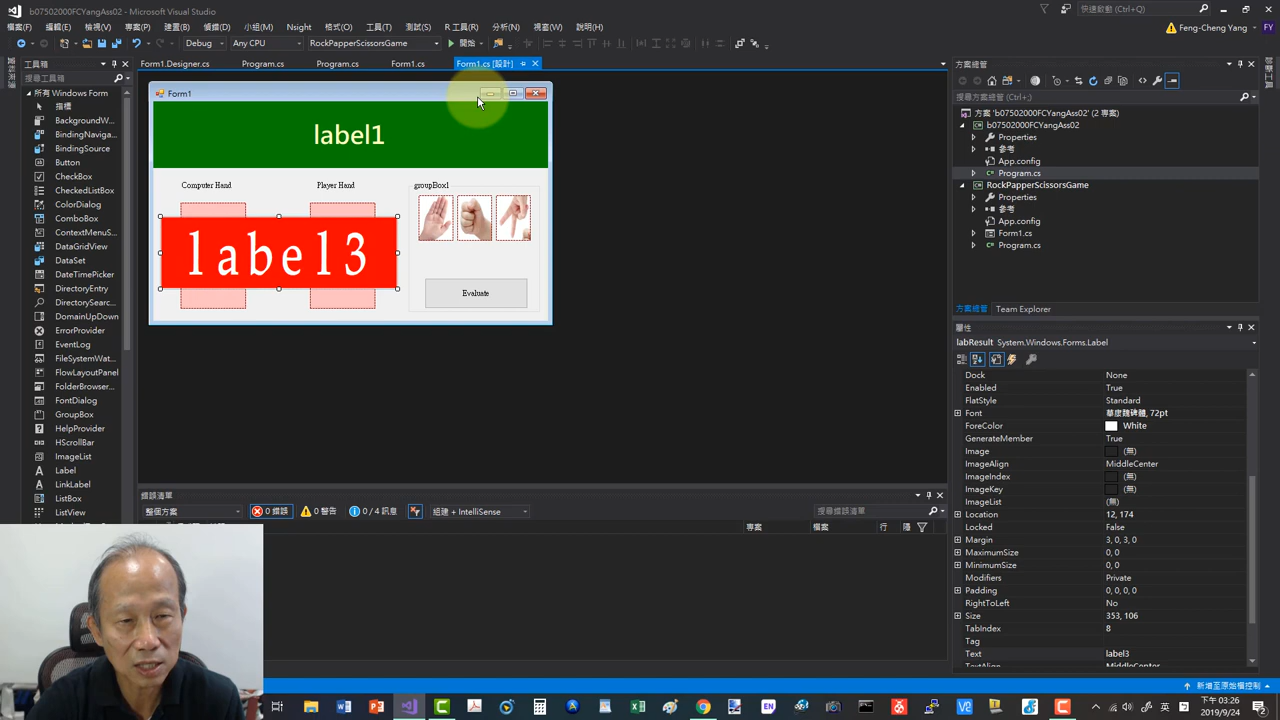 b07502000FCYangAss02 - Microsoft Visual Studio
快速啟動 (Ctrl+Q)
檔案(F) 編輯(E) 檢視(V) 專案(P) 建置(B) 偵錯(D) 小組(M) 格式(O) 工具(T) 測試(S) 分析(N) 視窗(W) 說明(H)
Feng-Cheng Yang FY
Debug Any CPU RockPapperScissorsGame 開始
工具箱
搜尋工具箱
所有 Windows Form
指標
BackgroundW...
BindingNavig...
BindingSource
Button
CheckBox
CheckedListBox
ColorDialog
ComboBox
ContextMenuS...
DataGridView
DataSet
DateTimePicker
DirectoryEntry
DirectorySearc...
DomainUpDown
ErrorProvider
EventLog
FileSystemWat...
FlowLayoutPanel
FolderBrowser...
FontDialog
GroupBox
HelpProvider
HScrollBar
ImageList
Label
LinkLabel
ListBox
ListView
Form1.Designer.cs Program.cs Program.cs Form1.cs Form1.cs [設計]
Form1
label1
Computer Hand Player Hand groupBox1
label3
Evaluate
錯誤清單
整個方案 0 錯誤 0 警告 0 / 4 訊息 組建 + IntelliSense 搜尋錯誤清單
專案 檔案 行
方案總管
搜尋方案總管 (Ctrl+;)
方案 'b07502000FCYangAss02' (2 專案)
b07502000FCYangAss02
Properties
參考
App.config
Program.cs
RockPapperScissorsGame
Properties
參考
App.config
Form1.cs
Program.cs
方案總管 Team Explorer
屬性
labResult System.Windows.Forms.Label
Dock None
Enabled True
FlatStyle Standard
Font 華康魏碑體, 72pt
ForeColor White
GenerateMember True
Image (無)
ImageAlign MiddleCenter
ImageIndex (無)
ImageKey (無)
ImageList (無)
Location 12, 174
Locked False
Margin 3, 0, 3, 0
MaximumSize 0, 0
MinimumSize 0, 0
Modifiers Private
Padding 0, 0, 0, 0
RightToLeft No
Size 353, 106
TabIndex 8
Tag
Text label3
TextAlign MiddleCenter
新增至原始檔控制
下午 03:26
2019/9/24